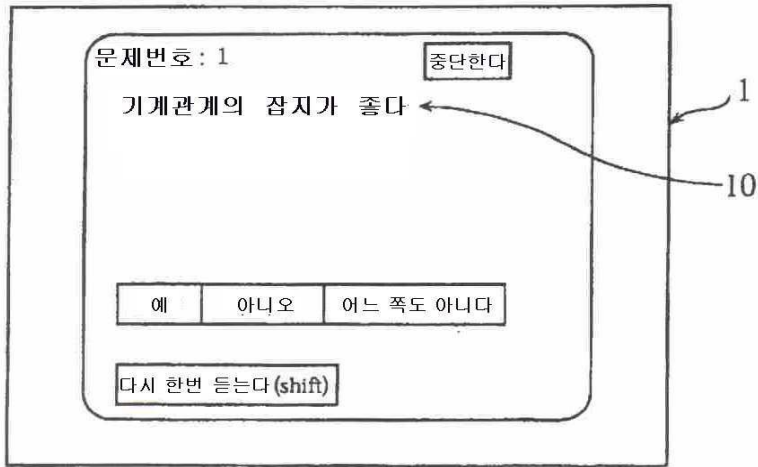 문제번호: 1
중단한다
기계관계의 잡지가 좋다
1
10
예 아니오 어느 쪽도 아니다
다시 한번 듣는다(shift)